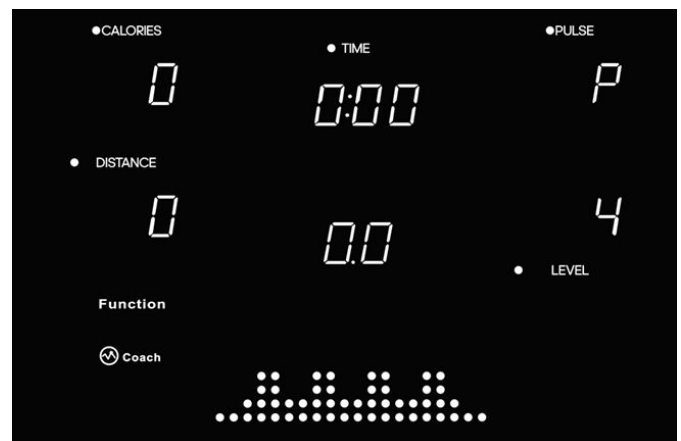 CALORIES
TIME
PULSE
0
0:00
P
DISTANCE
0
0.0
4
LEVEL
Function
Coach